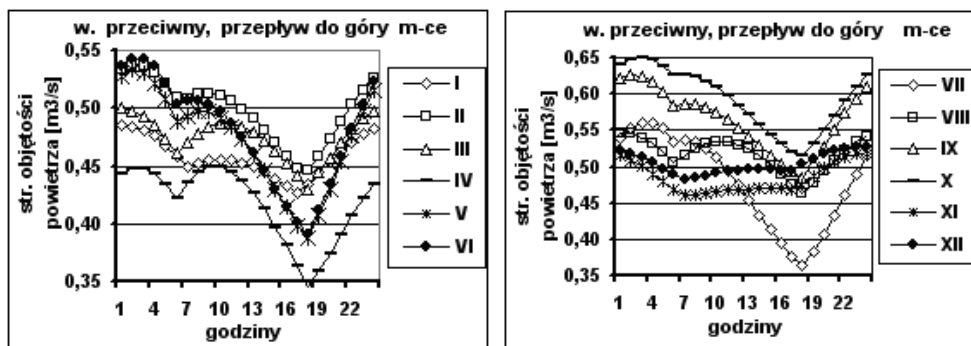 w. przeciwny, przepływ do góry m-ce
str. objętości
powietrza [m3/s]
0,55
0,50
0,45
0,40
0,35
1 4 7 10 13 16 19 22
godziny
I
II
III
IV
V
VI
w. przeciwny, przepływ do góry m-ce
str. objętości
powietrza [m3/s]
0,65
0,60
0,55
0,50
0,45
0,40
0,35
1 4 7 10 13 16 19 22
godziny
VII
VIII
IX
X
XI
XII